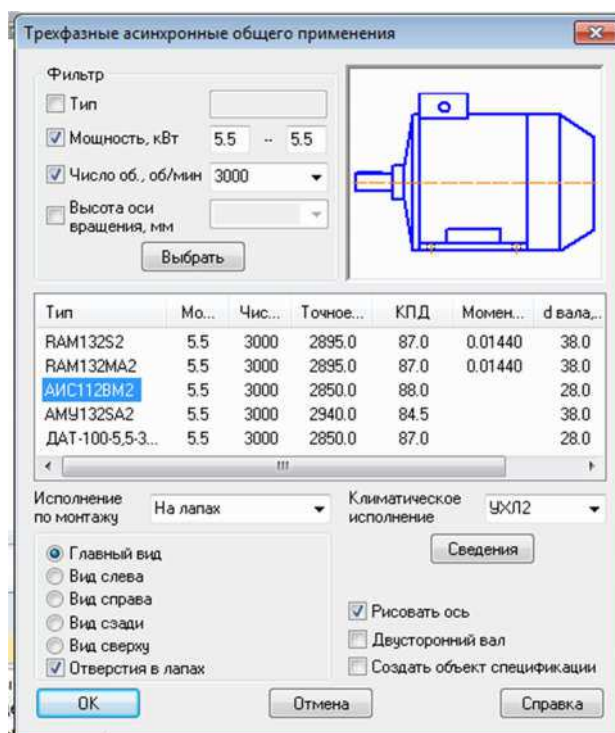 Трехфазные асинхронные общего применения
Фильтр
Тип
Мощность, кВт 5.5 -- 5.5
Число об., об/мин 3000
Высота оси
вращения, мм
Выбрать
Тип Мо... Чис... Точное... КПД Момен... d вала,...
RAM132S2 5.5 3000 2895.0 87.0 0.01440 38.0
RAM132MA2 5.5 3000 2895.0 87.0 0.01440 38.0
АИС112ВМ2 5.5 3000 2850.0 88.0 28.0
АМУ132SA2 5.5 3000 2940.0 84.5 38.0
ДАТ-100-5,5-3... 5.5 3000 2850.0 87.0 28.0
Исполнение
по монтажу На лапах
Климатическое
исполнение УХЛ2
Главный вид
Вид слева
Вид справа
Вид сзади
Вид сверху
Отверстия в лапах
Сведения
Рисовать ось
Двусторонний вал
Создать объект спецификации
OK Отмена Справка